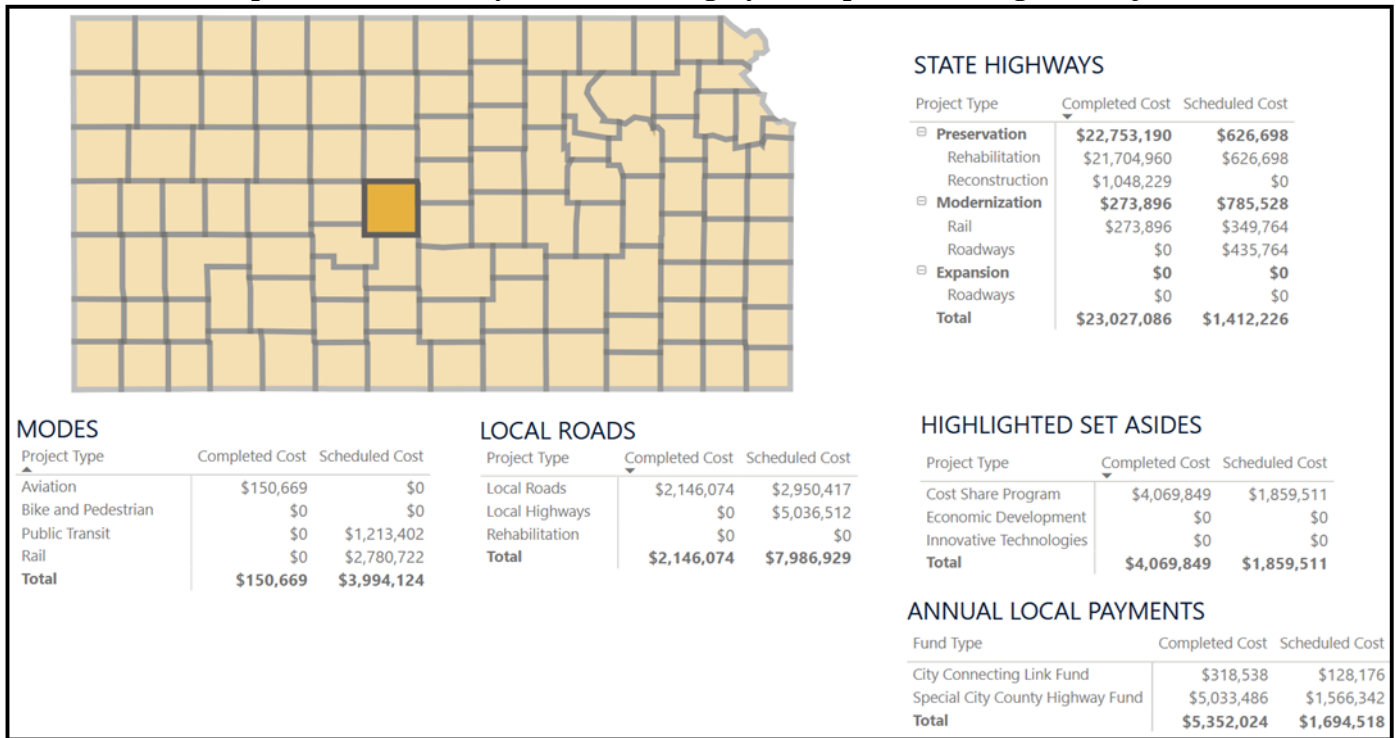 STATE HIGHWAYS
Project Type Completed Cost Scheduled Cost
Preservation $22,753,190 $626,698
Rehabilitation $21,704,960 $626,698
Reconstruction $1,048,229 $0
Modernization $273,896 $785,528
Rail $273,896 $349,764
Roadways $0 $435,764
Expansion $0 $0
Roadways $0 $0
Total $23,027,086 $1,412,226
MODES
Project Type Completed Cost Scheduled Cost
Aviation $150,669 $0
Bike and Pedestrian $0 $0
Public Transit $0 $1,213,402
Rail $0 $2,780,722
Total $150,669 $3,994,124
LOCAL ROADS
Project Type Completed Cost Scheduled Cost
Local Roads $2,146,074 $2,950,417
Local Highways $0 $5,036,512
Rehabilitation $0 $0
Total $2,146,074 $7,986,929
HIGHLIGHTED SET ASIDES
Project Type Completed Cost Scheduled Cost
Cost Share Program $4,069,849 $1,859,511
Economic Development $0 $0
Innovative Technologies $0 $0
Total $4,069,849 $1,859,511
ANNUAL LOCAL PAYMENTS
Fund Type Completed Cost Scheduled Cost
City Connecting Link Fund $318,538 $128,176
Special City County Highway Fund $5,033,486 $1,566,342
Total $5,352,024 $1,694,518